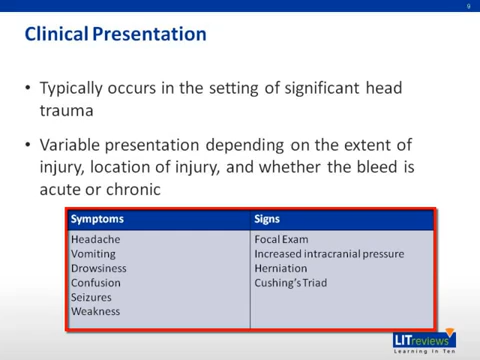 9
Clinical Presentation
• Typically occurs in the setting of significant head
trauma
• Variable presentation depending on the extent of
injury, location of injury, and whether the bleed is
acute or chronic
Symptoms Signs
Headache Focal Exam
Vomiting Increased intracranial pressure
Drowsiness Herniation
Confusion Cushing's Triad
Seizures
Weakness
LITreviews
Learning In Ten